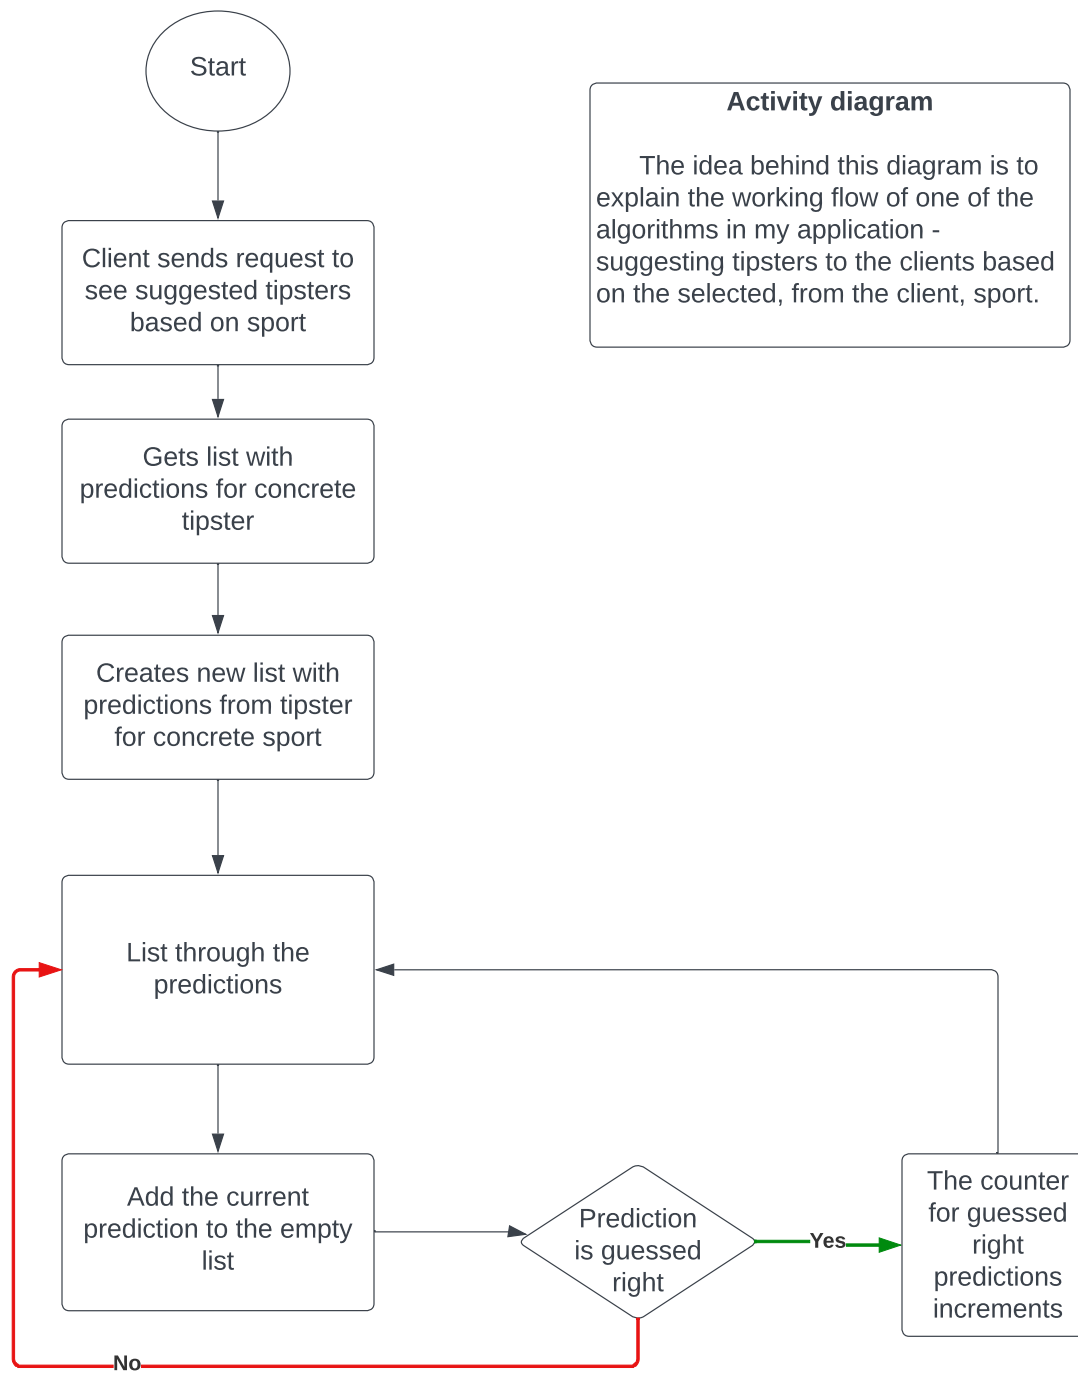 Start
Activity diagram
The idea behind this diagram is to
explain the working flow of one of the
algorithms in my application -
suggesting tipsters to the clients based
on the selected, from the client, sport.
Client sends request to
see suggested tipsters
based on sport
Gets list with
predictions for concrete
tipster
Creates new list with
predictions from tipster
for concrete sport
List through the
predictions
Add the current
prediction to the empty
list
Prediction
is guessed
right
Yes
The counter
for guessed
right
predictions
increments
No